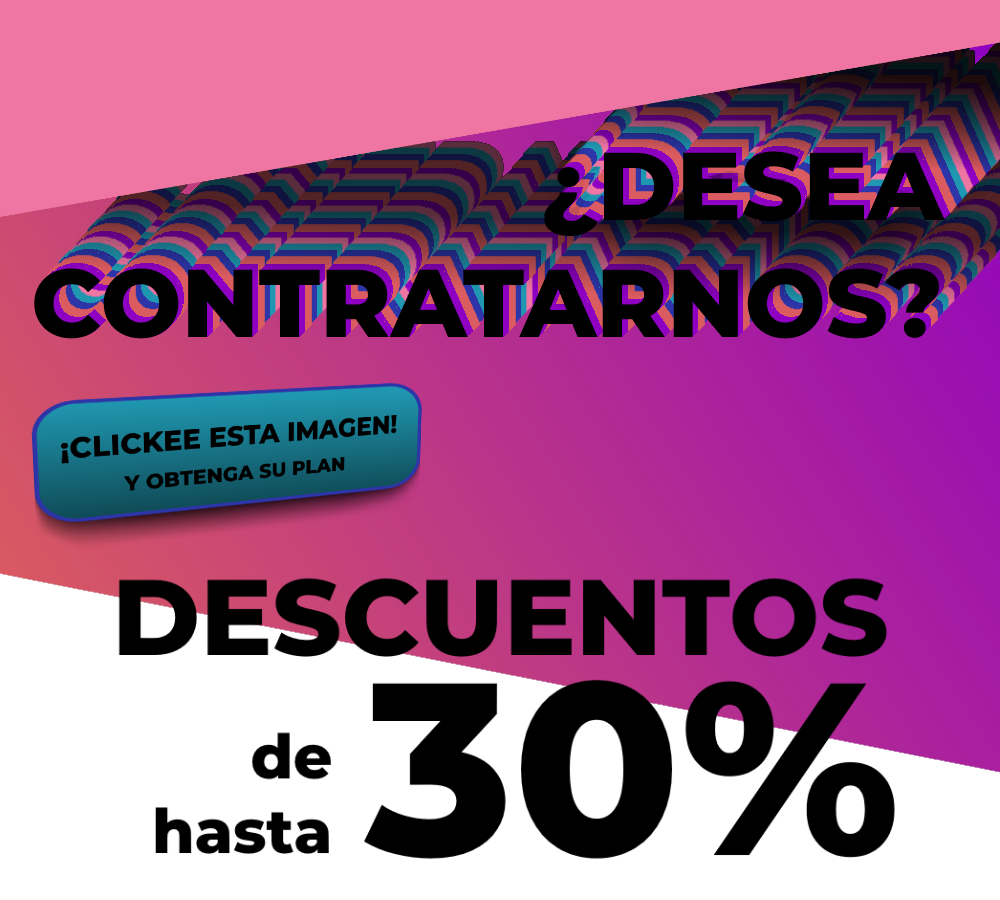 ¿DESEA
CONTRATARNOS?
¡CLICKEE ESTA IMAGEN!
Y OBTENGA SU PLAN
DESCUENTOS
de
hasta
30%